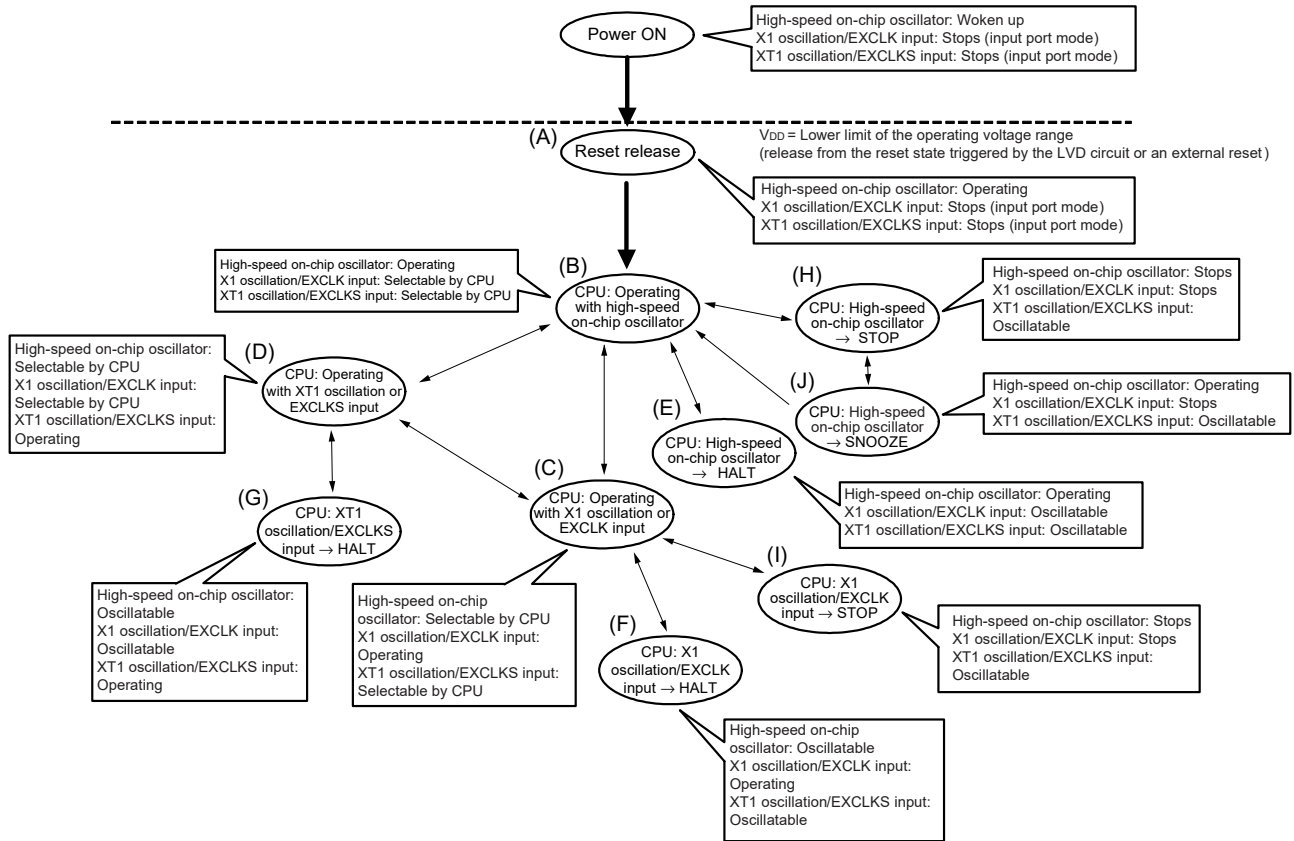 Power ON
High-speed on-chip oscillator: Woken up
X1 oscillation/EXCLK input: Stops (input port mode)
XT1 oscillation/EXCLKS input: Stops (input port mode)
(A)
Reset release
VDD = Lower limit of the operating voltage range
(release from the reset state triggered by the LVD circuit or an external reset)
High-speed on-chip oscillator: Operating
X1 oscillation/EXCLK input: Stops (input port mode)
XT1 oscillation/EXCLKS input: Stops (input port mode)
High-speed on-chip oscillator: Operating
X1 oscillation/EXCLK input: Selectable by CPU
XT1 oscillation/EXCLKS input: Selectable by CPU
(B)
CPU: Operating
with high-speed
on-chip oscillator
(H)
CPU: High-speed
on-chip oscillator
→ STOP
High-speed on-chip oscillator: Stops
X1 oscillation/EXCLK input: Stops
XT1 oscillation/EXCLKS input:
Oscillatable
High-speed on-chip oscillator:
Selectable by CPU
X1 oscillation/EXCLK input:
Selectable by CPU
XT1 oscillation/EXCLKS input:
Operating
(D)
CPU: Operating
with XT1 oscillation or
EXCLKS input
(J)
CPU: High-speed
on-chip oscillator
→ SNOOZE
High-speed on-chip oscillator: Operating
X1 oscillation/EXCLK input: Stops
XT1 oscillation/EXCLKS input: Oscillatable
(E)
CPU: High-speed
on-chip oscillator
→ HALT
High-speed on-chip oscillator: Operating
X1 oscillation/EXCLK input: Oscillatable
XT1 oscillation/EXCLKS input: Oscillatable
(G)
CPU: XT1
oscillation/EXCLKS
input → HALT
High-speed on-chip oscillator:
Oscillatable
X1 oscillation/EXCLK input:
Oscillatable
XT1 oscillation/EXCLKS input:
Operating
(C)
CPU: Operating
with X1 oscillation or
EXCLK input
High-speed on-chip
oscillator: Selectable by CPU
X1 oscillation/EXCLK input:
Operating
XT1 oscillation/EXCLKS input:
Selectable by CPU
(I)
CPU: X1
oscillation/EXCLK
input → STOP
High-speed on-chip oscillator: Stops
X1 oscillation/EXCLK input: Stops
XT1 oscillation/EXCLKS input:
Oscillatable
(F)
CPU: X1
oscillation/EXCLK
input → HALT
High-speed on-chip
oscillator: Oscillatable
X1 oscillation/EXCLK input:
Operating
XT1 oscillation/EXCLKS input:
Oscillatable